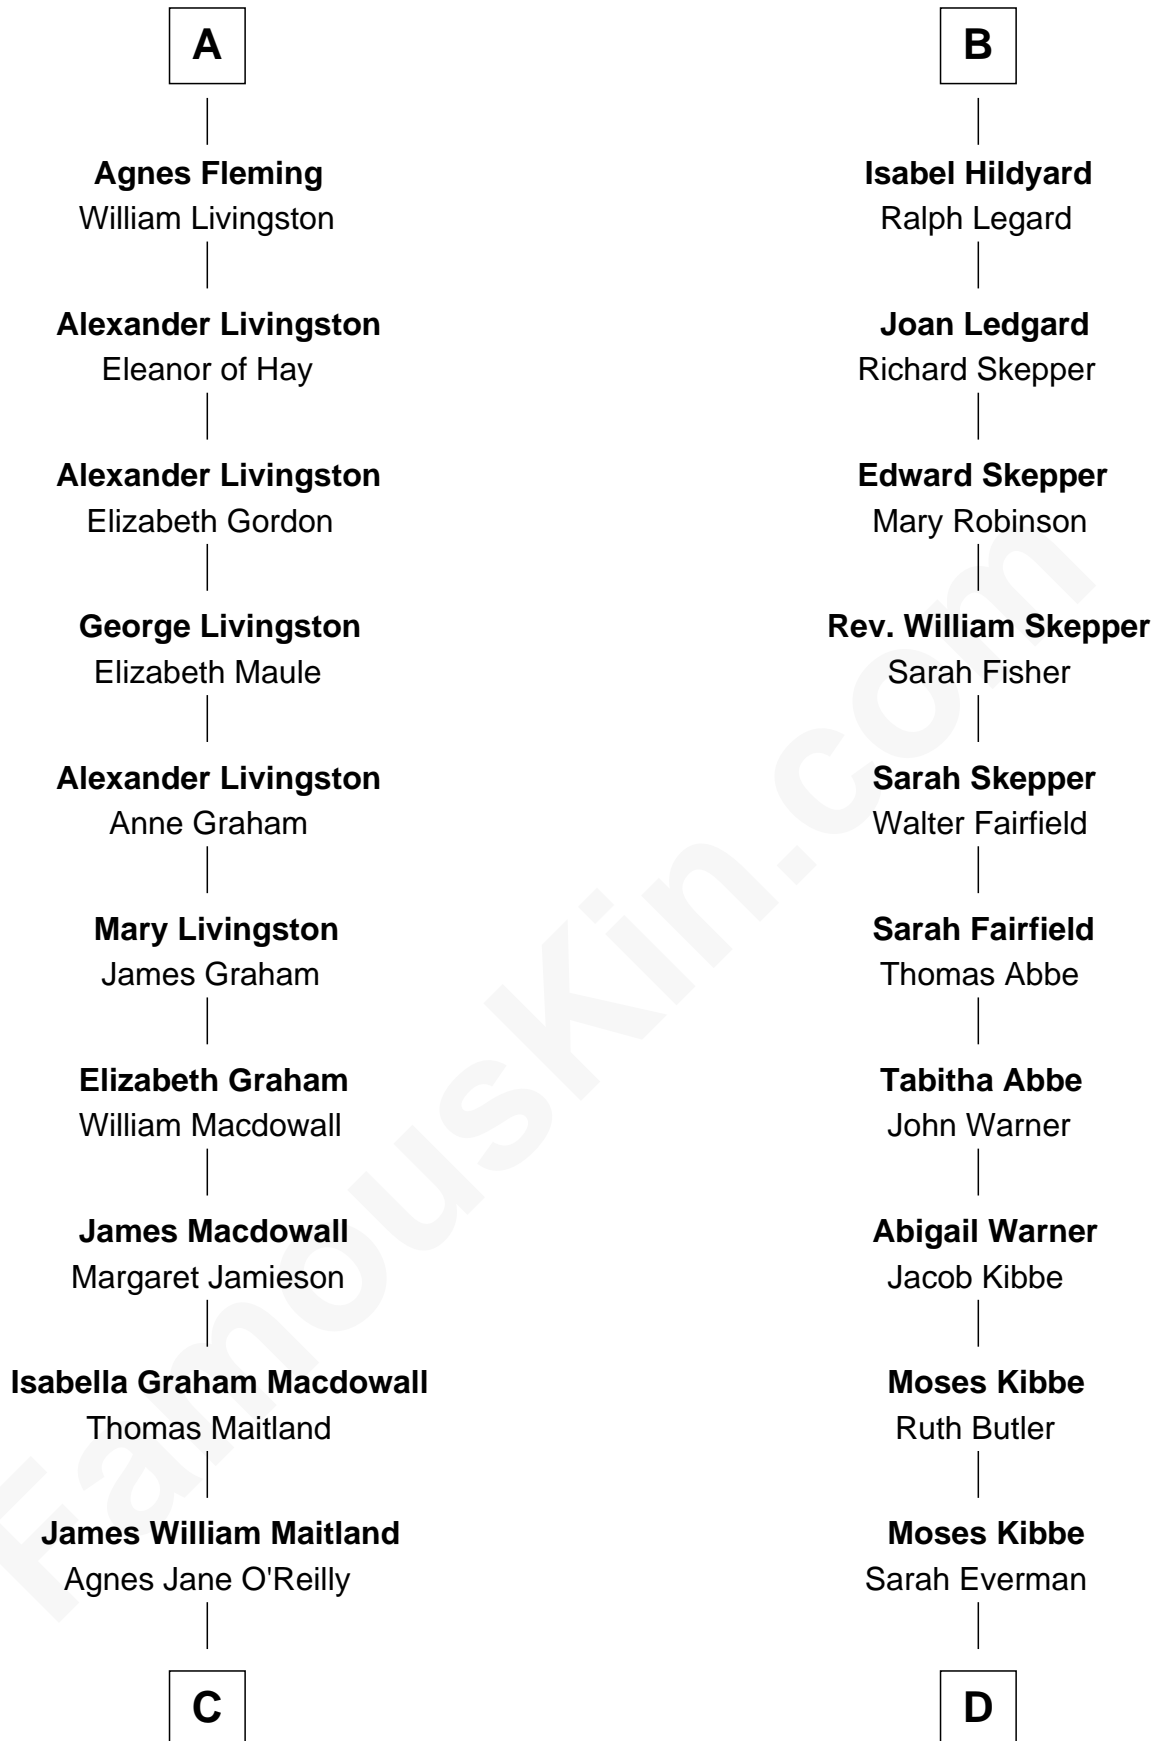 A
Agnes Fleming
William Livingston
Alexander Livingston
Eleanor of Hay
Alexander Livingston
Elizabeth Gordon
George Livingston
Elizabeth Maule
Alexander Livingston
Anne Graham
Mary Livingston
James Graham
Elizabeth Graham
William Macdowall
James Macdowall
Margaret Jamieson
Isabella Graham Macdowall
Thomas Maitland
James William Maitland
Agnes Jane O'Reilly
C
B
Isabel Hildyard
Ralph Legard
Joan Ledgard
Richard Skepper
Edward Skepper
Mary Robinson
Rev. William Skepper
Sarah Fisher
Sarah Skepper
Walter Fairfield
Sarah Fairfield
Thomas Abbe
Tabitha Abbe
John Warner
Abigail Warner
Jacob Kibbe
Moses Kibbe
Ruth Butler
Moses Kibbe
Sarah Everman
D
FamousKin.com